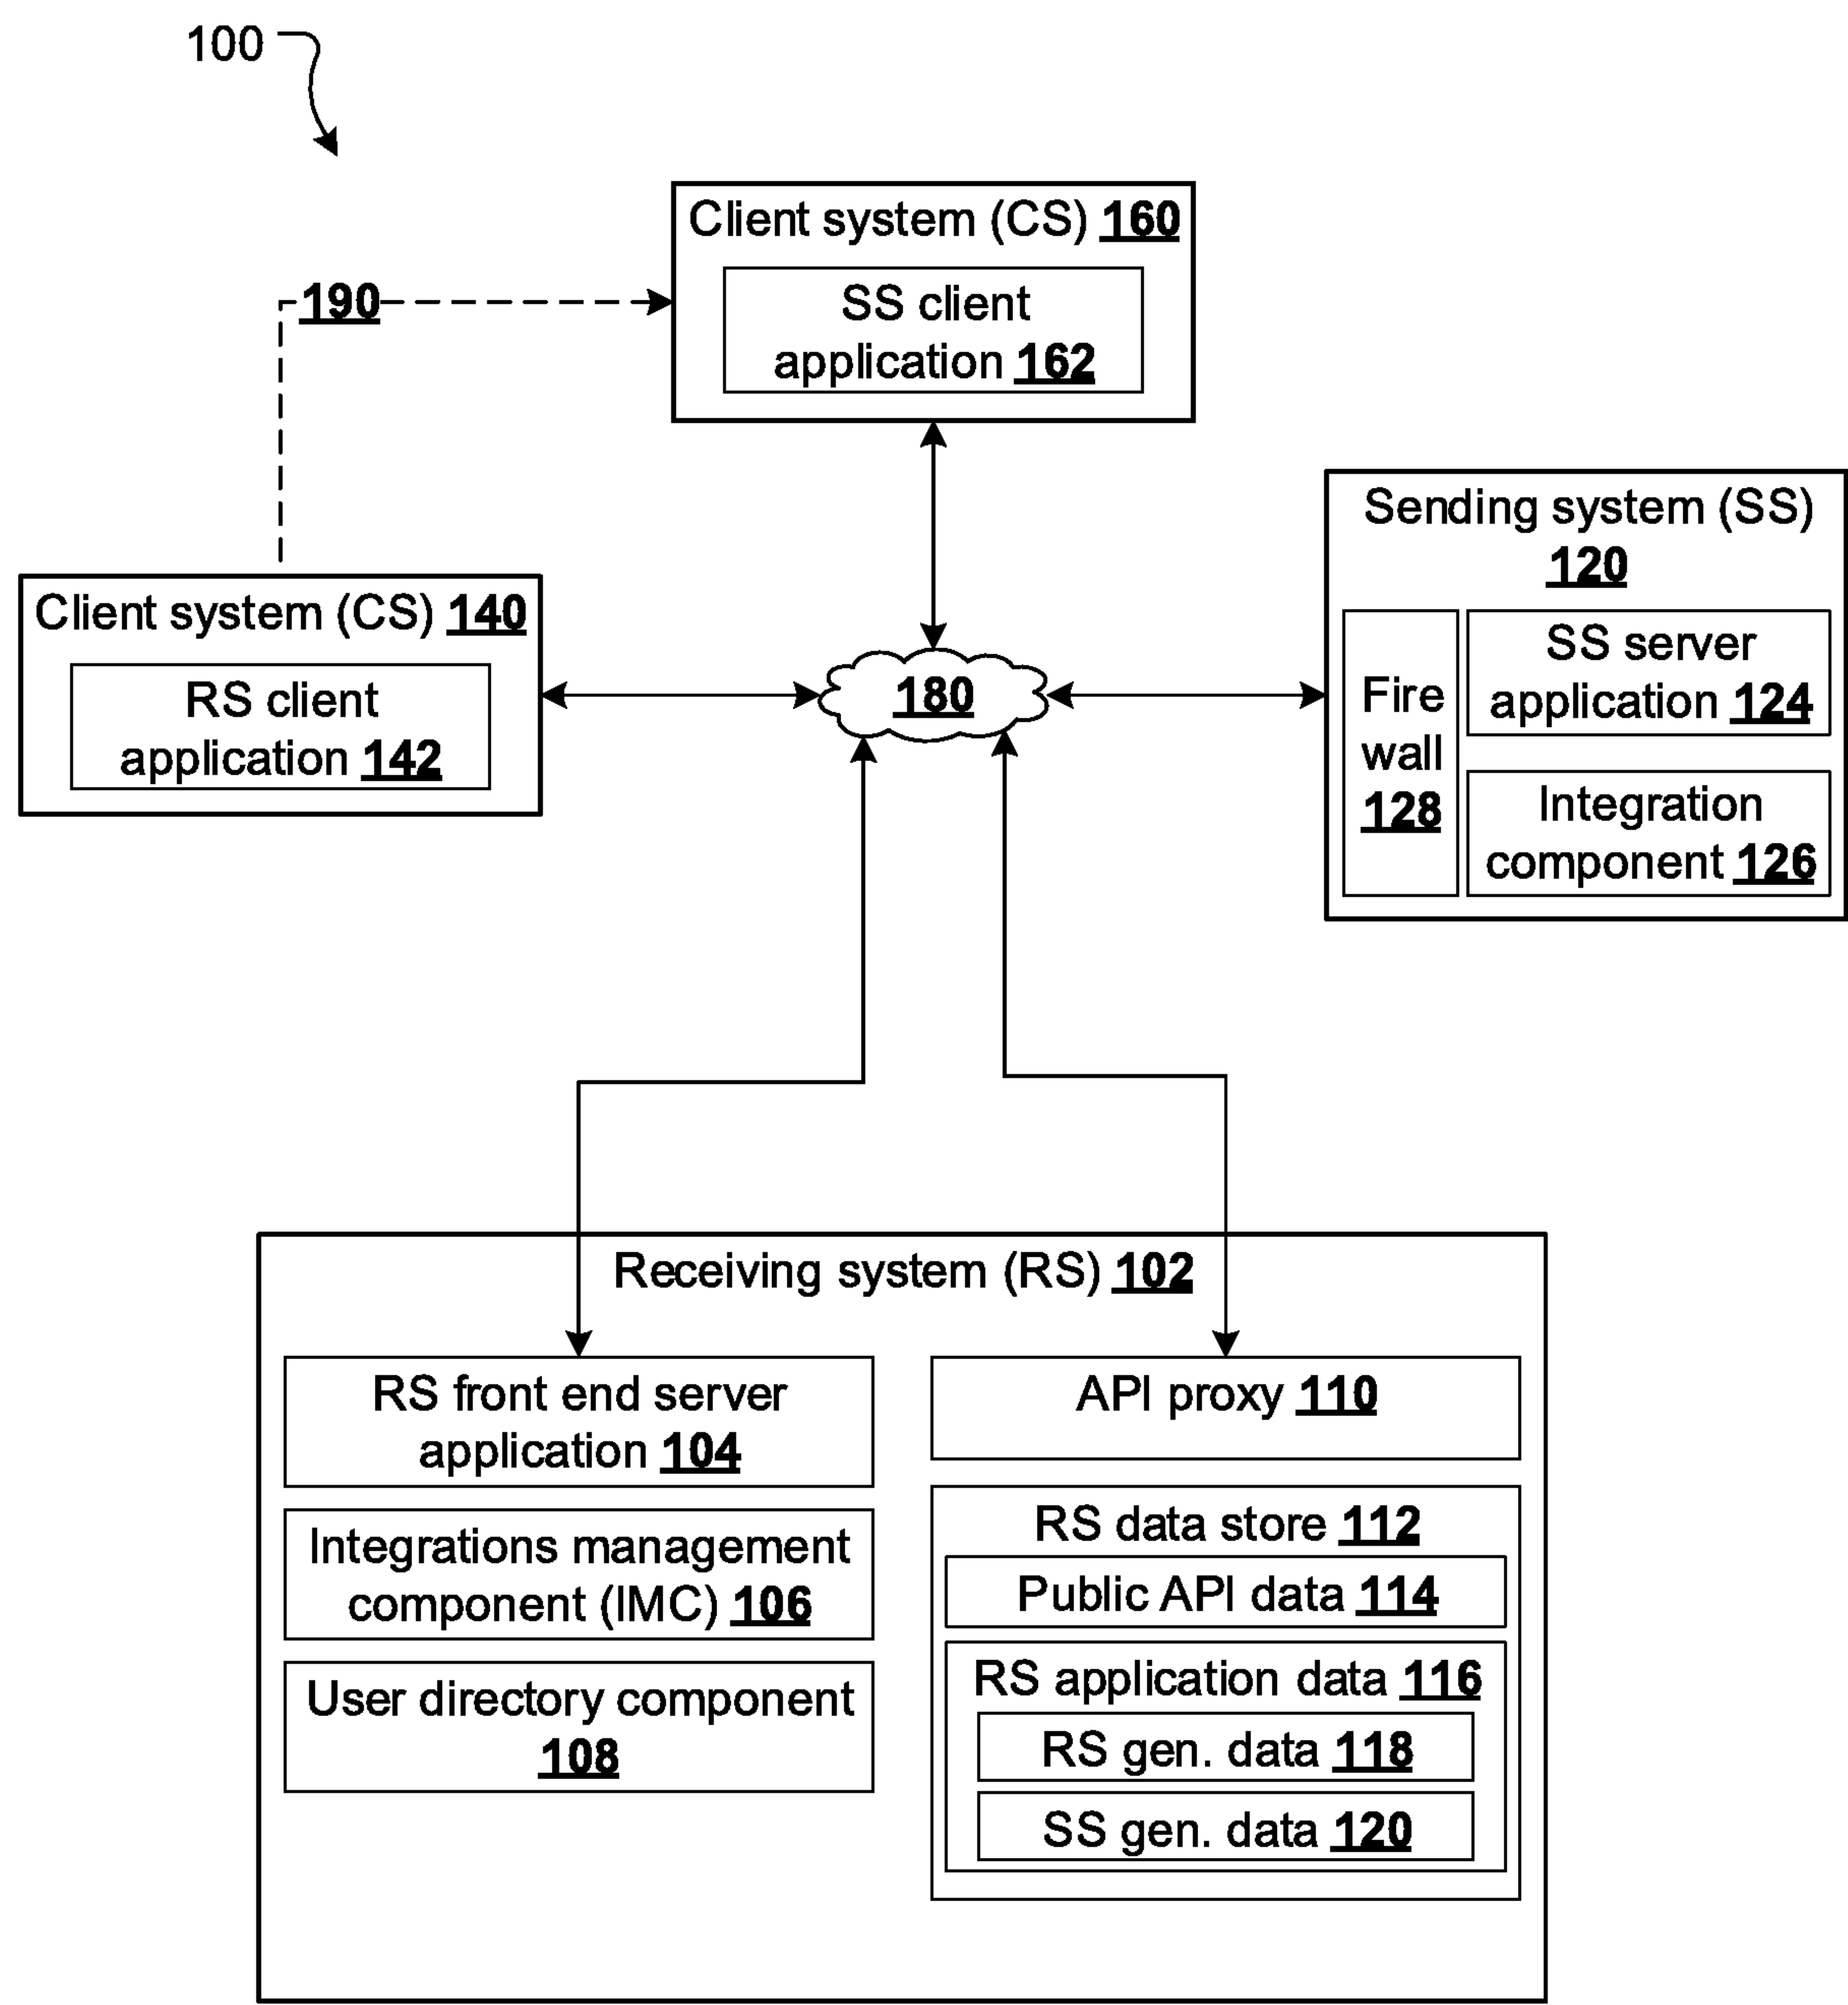 100
Client system (CS) 160
SS client
application 162
190
Sending system (SS)
120
Fire
wall
128
SS server
application 124
Integration
component 126
Client system (CS) 140
RS client
application 142
180
Receiving system (RS) 102
RS front end server
application 104
Integrations management
component (IMC) 106
User directory component
108
API proxy 110
RS data store 112
Public API data 114
RS application data 116
RS gen. data 118
SS gen. data 120